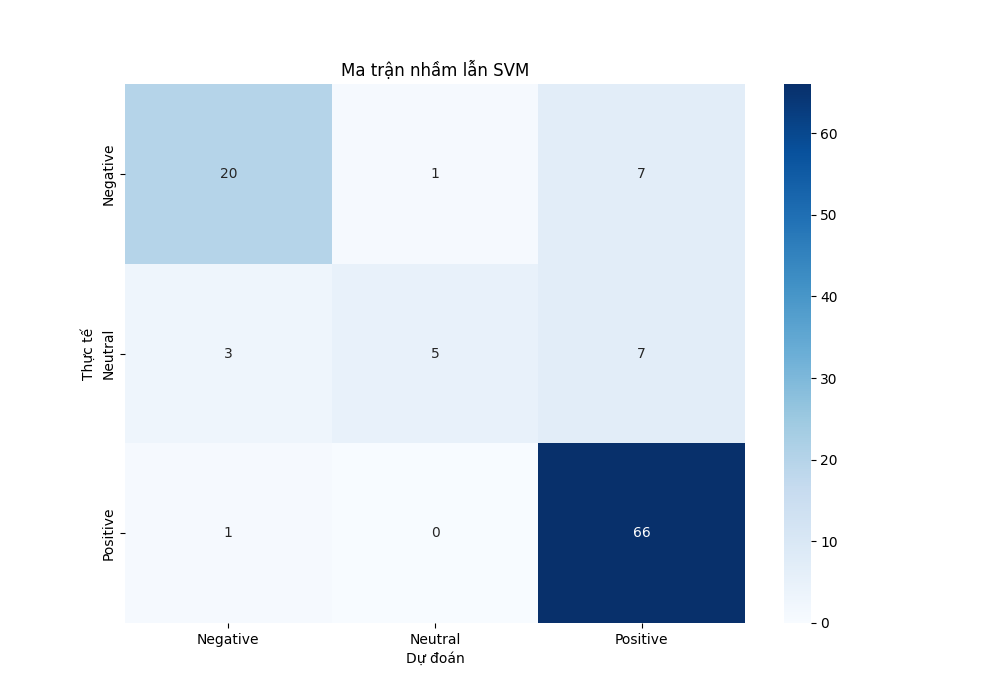 Ma trận nhầm lẫn SVM
Thực tế
Negative
20
1
7
Neutral
3
5
7
Positive
1
0
66
Negative
Neutral
Positive
Dự đoán
60
50
40
30
20
10
0